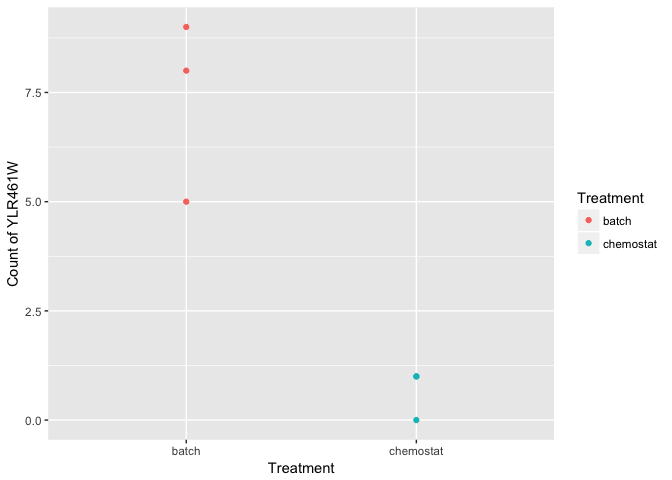 Count of YLR461W
7.5
5.0
2.5
0.0
batch
chemostat
Treatment
Treatment
batch
chemostat